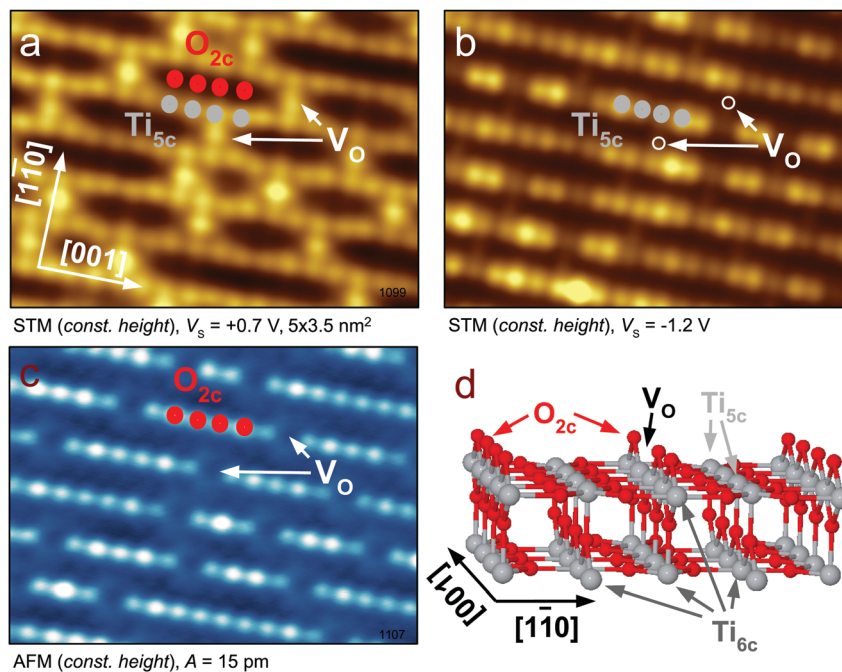 a
O2c
Ti5c
VO
[11̅0]
[001]
1099
STM (const. height), VS = +0.7 V, 5x3.5 nm²
b
Ti5c
VO
STM (const. height), VS = -1.2 V
c
O2c
VO
1107
AFM (const. height), A = 15 pm
d
O2c
VO
Ti5c
[001]
[11̅0]
Ti6c